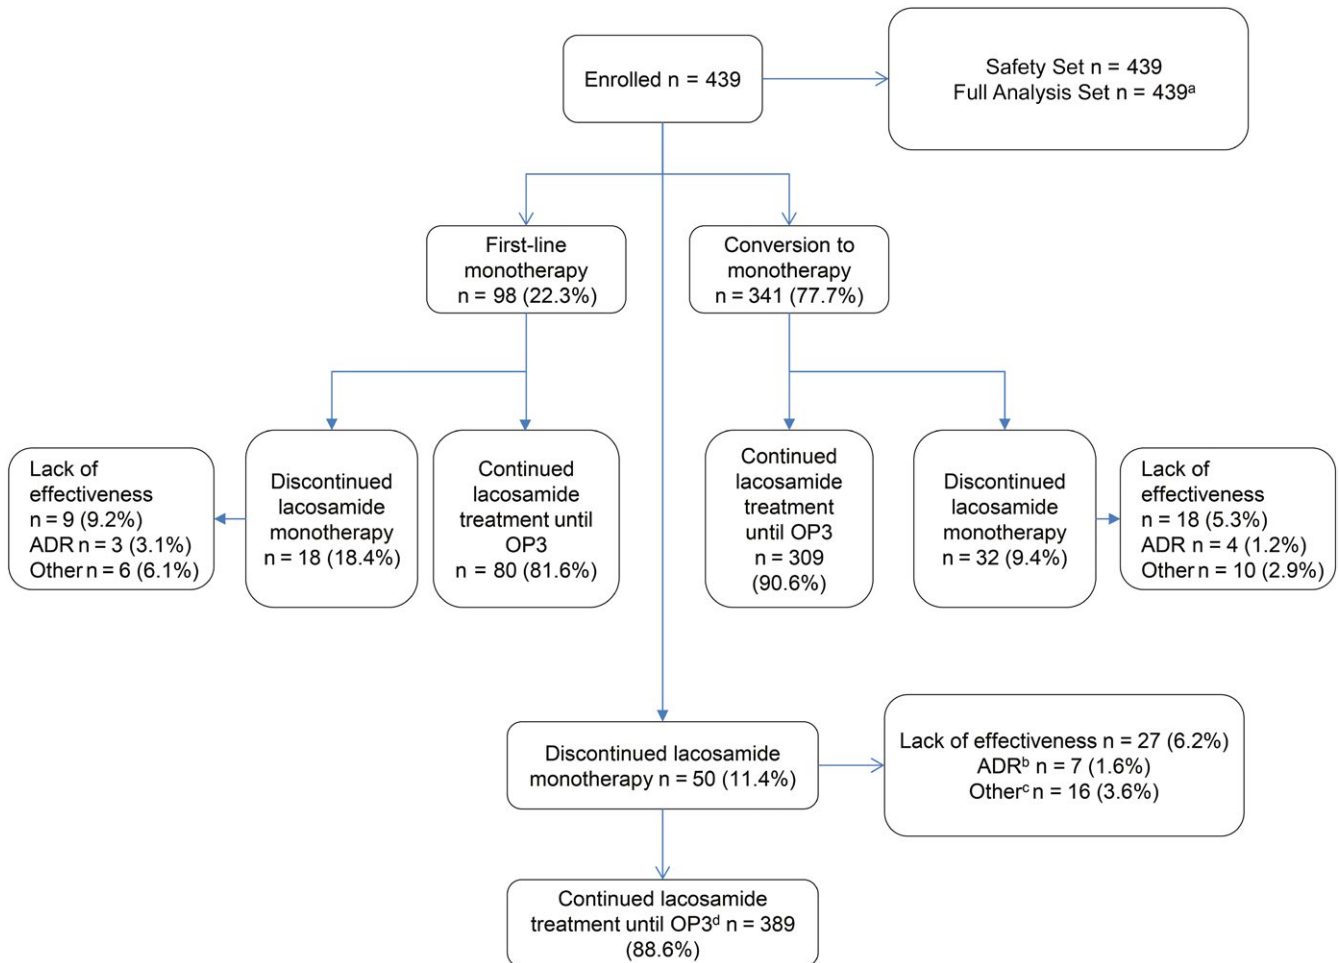 Enrolled n = 439
Safety Set n = 439
Full Analysis Set n = 439ᵃ
First-line
monotherapy
n = 98 (22.3%)
Conversion to
monotherapy
n = 341 (77.7%)
Lack of
effectiveness
n = 9 (9.2%)
ADR n = 3 (3.1%)
Other n = 6 (6.1%)
Discontinued
lacosamide
monotherapy
n = 18 (18.4%)
Continued
lacosamide
treatment until
OP3
n = 80 (81.6%)
Continued
lacosamide
treatment
until OP3
n = 309
(90.6%)
Discontinued
lacosamide
monotherapy
n = 32 (9.4%)
Lack of
effectiveness
n = 18 (5.3%)
ADR n = 4 (1.2%)
Other n = 10 (2.9%)
Discontinued lacosamide
monotherapy n = 50 (11.4%)
Lack of effectiveness n = 27 (6.2%)
ADRᵇ n = 7 (1.6%)
Otherᶜ n = 16 (3.6%)
Continued lacosamide
treatment until OP3ᵈ n = 389
(88.6%)